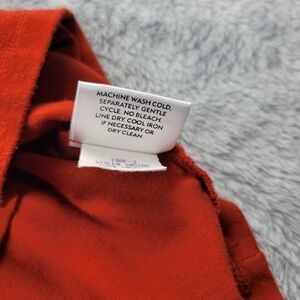 MACHINE WASH COLD,
SEPARATELY GENTLE
CYCLE. NO BLEACH.
LINE DRY. COOL IRON
IF NECESSARY OR
DRY CLEAN.